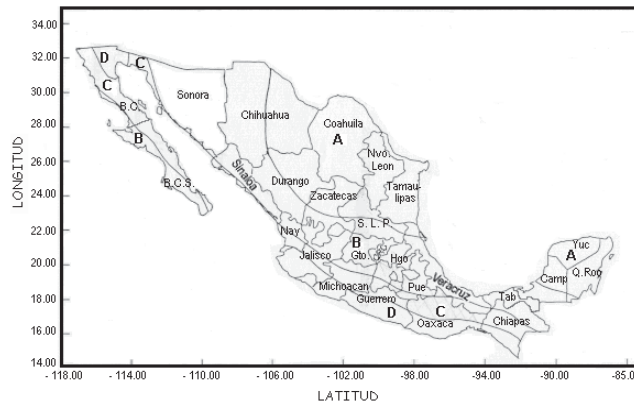 34.00
32.00
30.00
28.00
26.00
24.00
22.00
20.00
18.00
16.00
14.00
LONGITUD
D
C
C
B.C.
B
B.C.S.
Sonora
Chihuahua
Coahuila
A
Nvo.
Leon
Tamau-
lipas
Sinaloa
Durango
Zacatecas
S. L. P
Nay
B
Gto.
Hgo
Jalisco
Michoacan
Guerrero
D
Pue
Veracruz
C
Oaxaca
Tab
Chiapas
Camp
Yuc
A
Q.Roo
- 118.00
- 114.00
- 110.00
- 106.00
- 102.00
- 98.00
- 94.00
- 90.00
- 85.00
LATITUD